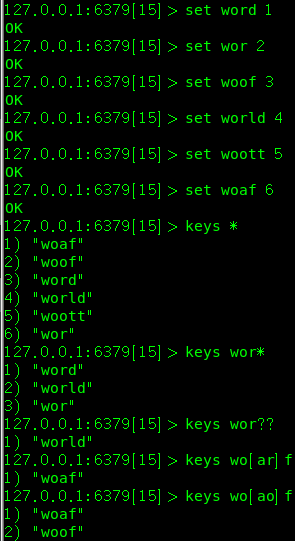 127.0.0.1:6379[15]> set word 1
OK
127.0.0.1:6379[15]> set wor 2
OK
127.0.0.1:6379[15]> set woof 3
OK
127.0.0.1:6379[15]> set world 4
OK
127.0.0.1:6379[15]> set woott 5
OK
127.0.0.1:6379[15]> set woaf 6
OK
127.0.0.1:6379[15]> keys *
1) "woaf"
2) "woof"
3) "word"
4) "world"
5) "woott"
6) "wor"
127.0.0.1:6379[15]> keys wor*
1) "word"
2) "world"
3) "wor"
127.0.0.1:6379[15]> keys wor??
1) "world"
127.0.0.1:6379[15]> keys wo[ar]f
1) "woaf"
127.0.0.1:6379[15]> keys wo[ao]f
1) "woaf"
2) "woof"